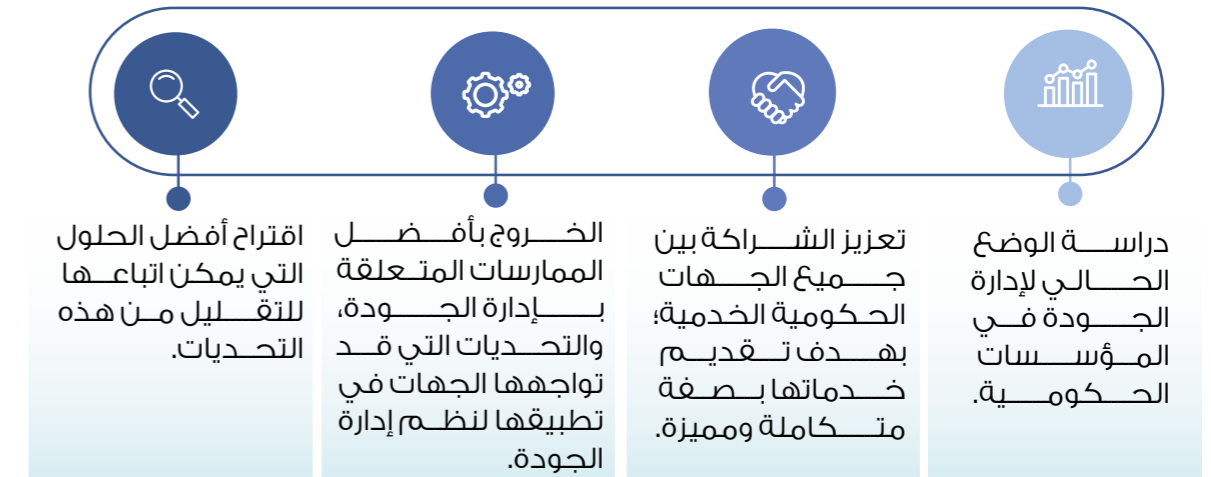 دراسة الوضع
الحالي لإدارة
الجودة في
المؤسسات
الحكومية.
تعزيز الشراكة بين
جميع الجهات
الحكومية الخدمية؛
بهدف تقديم
خدماتها بصفة
متكاملة ومميزة.
الخروج بأفضل
الممارسات المتعلقة
بإدارة الجودة،
والتحديات التي قد
تواجهها الجهات في
تطبيقها لنظم إدارة
الجودة.
اقتراح أفضل الحلول
التي يمكن اتباعها
للتقليل من هذه
التحديات.